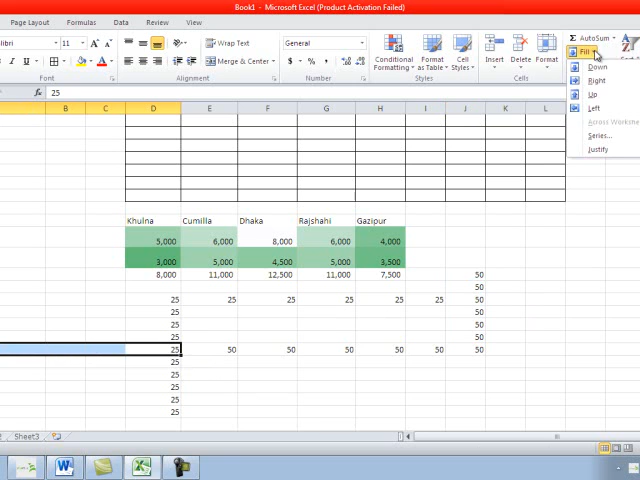 Book1 - Microsoft Excel (Product Activation Failed)
Page Layout Formulas Data Review View
11 A A Wrap Text General AutoSum
Fill
I U A Merge & Center $ % , Conditional Formatting Format as Table Cell Styles Insert Delete Format
Font Alignment Number Styles Cells
Down
Right
Up
Left
Series...
Justify
fx 25
B C D E F G H I J K L
Khulna Cumilla Dhaka Rajshahi Gazipur
5,000 6,000 8,000 6,000 4,000
3,000 5,000 4,500 5,000 3,500
8,000 11,000 12,500 11,000 7,500 50
50
25 25 25 25 25 25 50
25 50
25 50
25 50
25 50 50 50 50 50 50
25
25
25
25
25
Sheet3